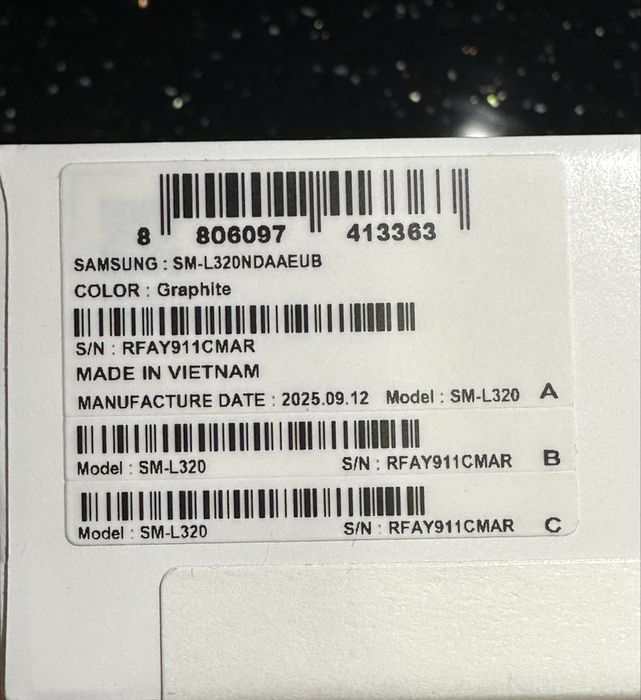 8 806097 413363
SAMSUNG : SM-L320NDAAEUB
COLOR : Graphite
S/N : RFAY911CMAR
MADE IN VIETNAM
MANUFACTURE DATE : 2025.09.12 Model : SM-L320 A
Model : SM-L320 S/N : RFAY911CMAR B
Model : SM-L320 S/N : RFAY911CMAR C